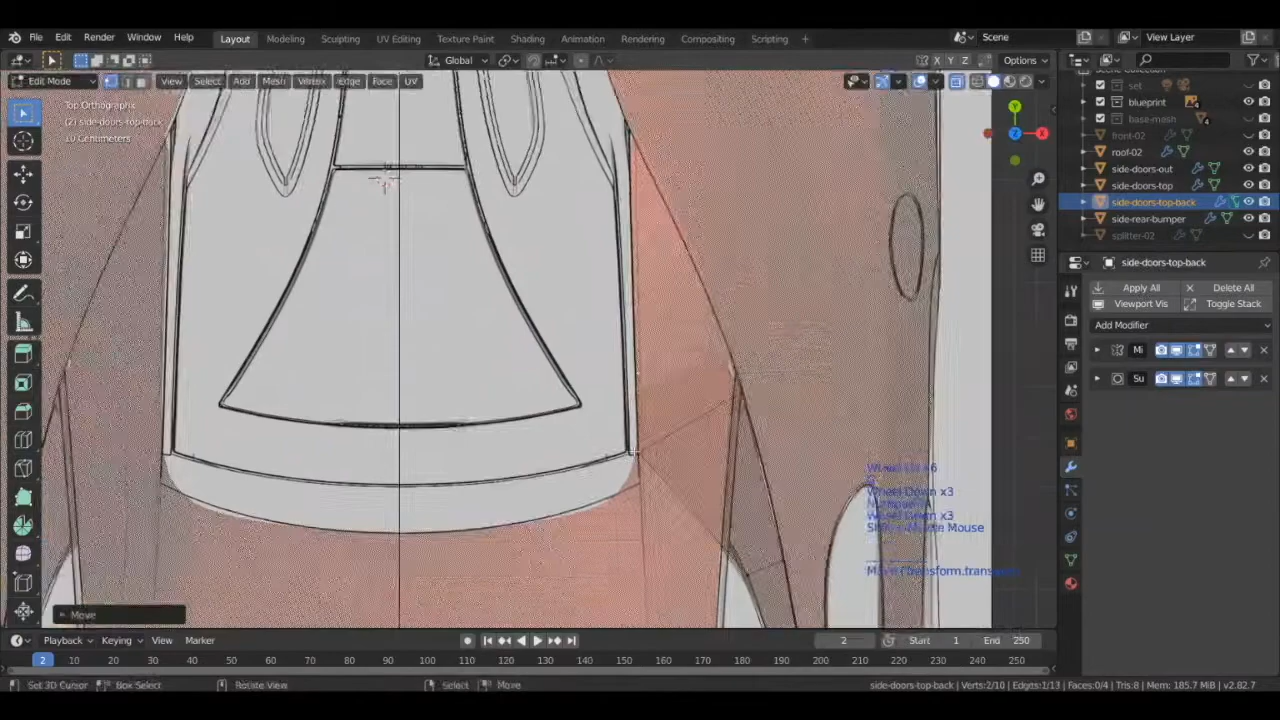 File Edit Render Window Help Layout Modeling Sculpting UV Editing Texture Paint Shading Animation Rendering Compositing Scripting + Scene View Layer
Global X Y Z Options
Edit Mode View Select Add Mesh Vertex Edge Face UV
Top Orthographic
(2) side-doors-top-back
10 Centimeters
Y
Z X
set
blueprint 4
base-mesh 4
front-02
roof-02
side-doors-out
side-doors-top
side-doors-top-back
side-rear-bumper
splitter-02
side-doors-top-back
Apply All Delete All
Viewport Vis Toggle Stack
Add Modifier
Mi
Su
Wheel Down x3
Wheel Down x3
Move
Playback Keying View Marker 2 Start 1 End 250
2 10 20 30 40 50 60 70 80 90 100 110 120 130 140 150 160 170 180 190 200 210 220 230 240 250
Set 3D Cursor Box Select Rotate View Select Move side-doors-top-back | Verts:2/10 | Edges:1/13 | Faces:0/4 | Tris:8 | Mem: 185.7 MiB | v2.82.7